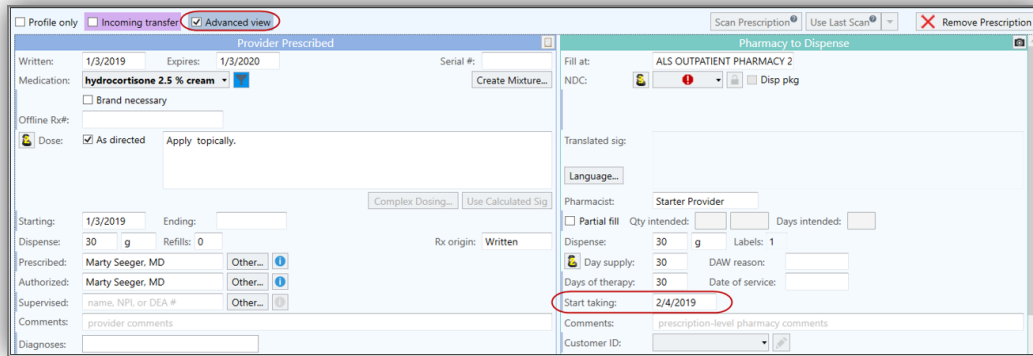 Profile only Incoming transfer Advanced view Scan Prescription Use Last Scan Remove Prescription
Provider Prescribed
Written: 1/3/2019 Expires: 1/3/2020 Serial #:
Medication: hydrocortisone 2.5 % cream Create Mixture...
Brand necessary
Offline Rx#:
Dose: As directed Apply topically.
Complex Dosing... Use Calculated Sig
Starting: 1/3/2019 Ending:
Dispense: 30 g Refills: 0 Rx origin: Written
Prescribed: Marty Seeger, MD Other...
Authorized: Marty Seeger, MD Other...
Supervised: name, NPI, or DEA # Other...
Comments: provider comments
Diagnoses:
Pharmacy to Dispense
Fill at: ALS OUTPATIENT PHARMACY 2
NDC: Disp pkg
Translated sig:
Language...
Pharmacist: Starter Provider
Partial fill Qty intended: Days intended:
Dispense: 30 g Labels: 1
Day supply: 30 DAW reason:
Days of therapy: 30 Date of service:
Start taking: 2/4/2019
Comments: prescription-level pharmacy comments
Customer ID: